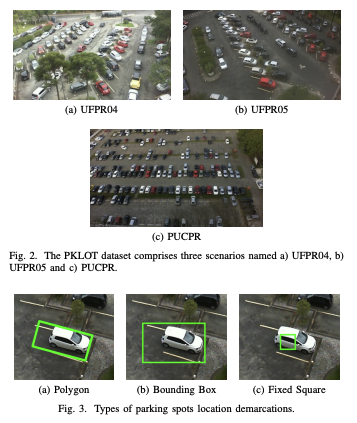 (a) UFPR04
(b) UFPR05
(c) PUCPR
Fig. 2. The PKLOT dataset comprises three scenarios named a) UFPR04, b)
UFPR05 and c) PUCPR.
(a) Polygon
(b) Bounding Box
(c) Fixed Square
Fig. 3. Types of parking spots location demarcations.